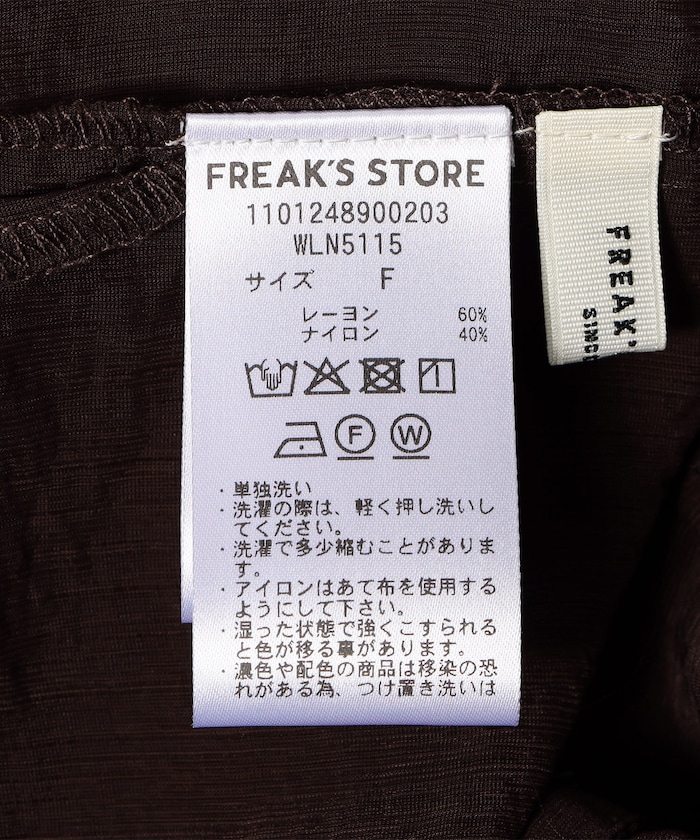 FREAK'S STORE
1101248900203
WLN5115
サイズ F
レーヨン 60%
ナイロン 40%
F W
・単独洗い
・洗濯の際は、軽く押し洗いし
てください。
・洗濯で多少縮むことがありま
す。
・アイロンはあて布を使用する
ようにして下さい。
・湿った状態で強くこすられる
と色が移る事があります。
・濃色や配色の商品は移染の恐
れがある為、つけ置き洗いは
FREAK'
SINCE